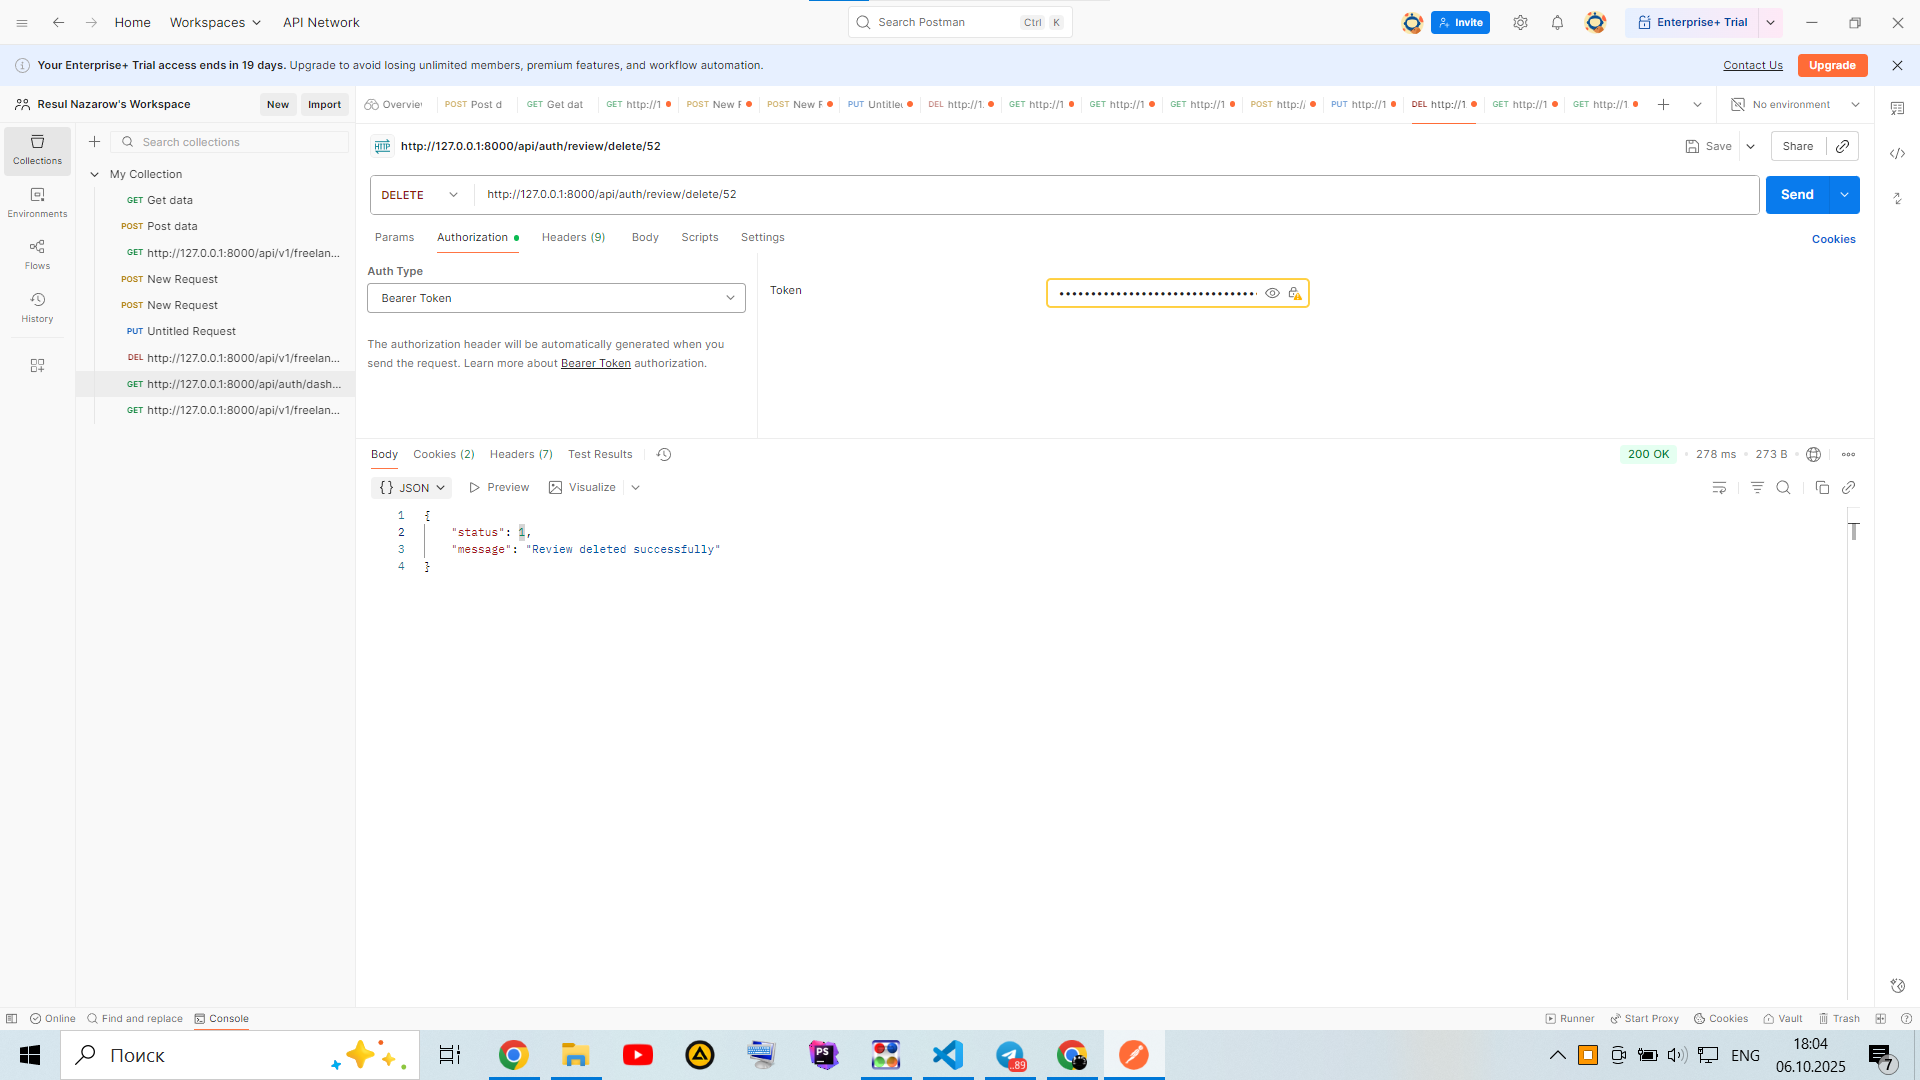 Home Workspaces API Network Search Postman Ctrl K Invite Enterprise+ Trial
Your Enterprise+ Trial access ends in 19 days. Upgrade to avoid losing unlimited members, premium features, and workflow automation. Contact Us Upgrade
Resul Nazarow's Workspace New Import
Overvie POST Post d GET Get dat GET http://1 POST New F POST New F PUT Untitle DEL http://1. GET http://1 GET http://1 GET http://1 POST http:/ PUT http://1 DEL http://1. GET http://1 GET http://1 No environment
Collections
Environments
Flows
History
Search collections
My Collection
GET Get data
POST Post data
GET http://127.0.0.1:8000/api/v1/freelan...
POST New Request
POST New Request
PUT Untitled Request
DEL http://127.0.0.1:8000/api/v1/freelan...
GET http://127.0.0.1:8000/api/auth/dash...
GET http://127.0.0.1:8000/api/v1/freelan...
HTTP http://127.0.0.1:8000/api/auth/review/delete/52 Save Share
DELETE http://127.0.0.1:8000/api/auth/review/delete/52 Send
Params Authorization Headers (9) Body Scripts Settings Cookies
Auth Type
Bearer Token
Token
The authorization header will be automatically generated when you
send the request. Learn more about Bearer Token authorization.
Body Cookies (2) Headers (7) Test Results 200 OK 278 ms 273 B
{} JSON Preview Visualize
1 {
2 "status": 1,
3 "message": "Review deleted successfully"
4 }
Online Find and replace Console Runner Start Proxy Cookies Vault Trash
Поиск PS 89 ENG 18:04
06.10.2025 7